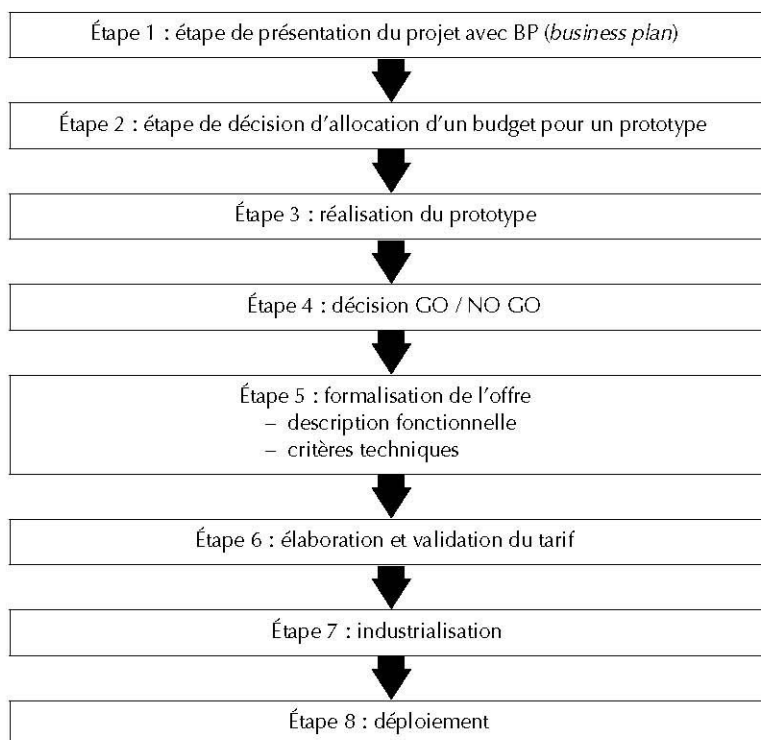 Étape 1 : étape de présentation du projet avec BP (business plan)
Étape 2 : étape de décision d’allocation d’un budget pour un prototype
Étape 3 : réalisation du prototype
Étape 4 : décision GO / NO GO
Étape 5 : formalisation de l’offre
– description fonctionnelle
– critères techniques
Étape 6 : élaboration et validation du tarif
Étape 7 : industrialisation
Étape 8 : déploiement